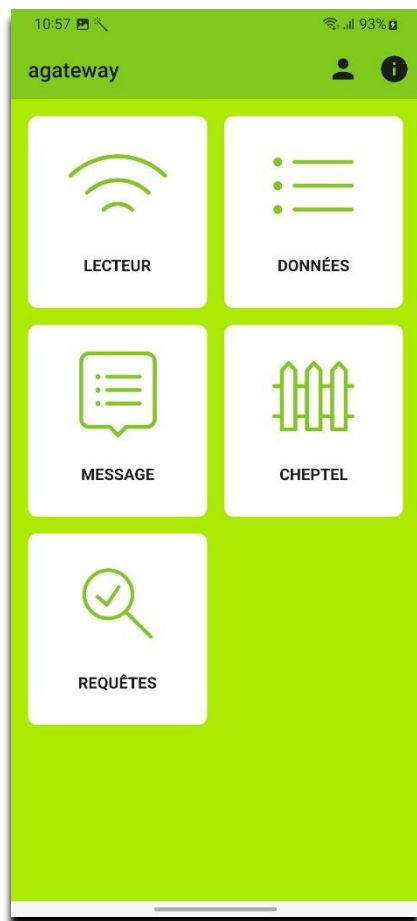 10:57 93%
agateway
LECTEUR DONNÉES
MESSAGE CHEPTEL
REQUÊTES